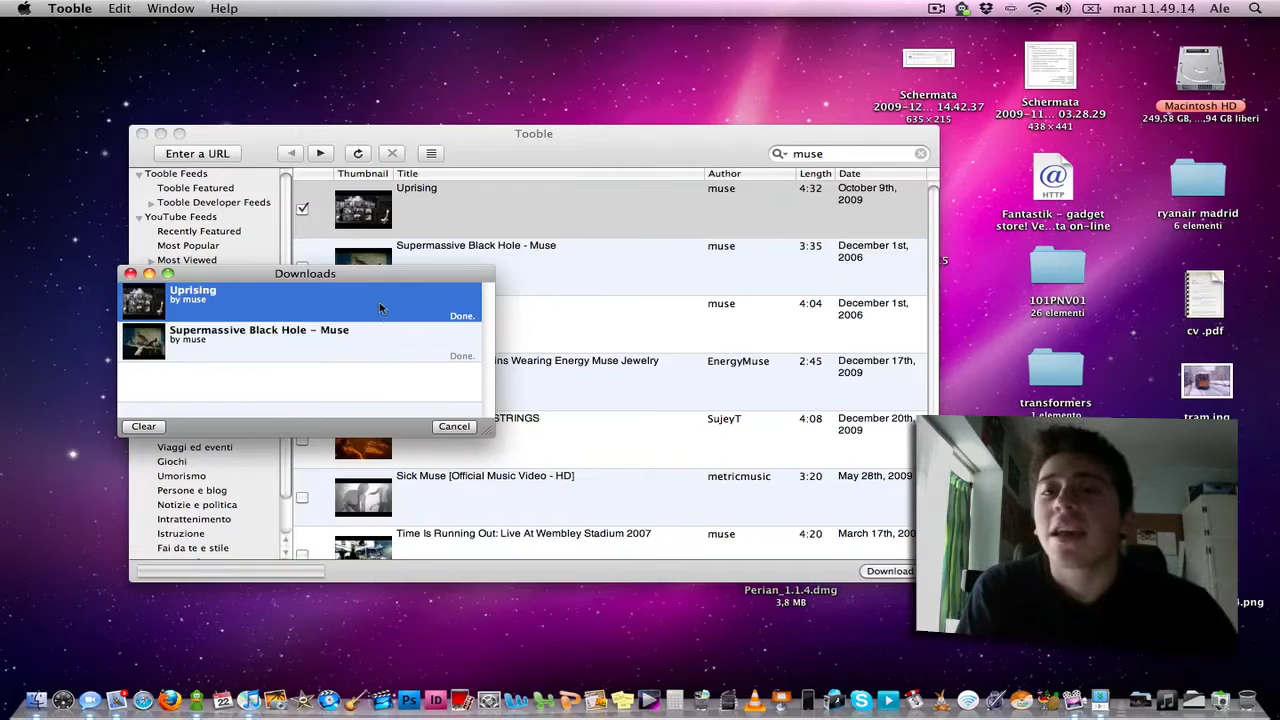 Tooble Edit Window Help mar 11.49.14 Ale
Schermata
2009-12... 14.42.37
635×215
Schermata
2009-11... 03.28.29
438×441
Macintosh HD
249,58 GB, ...,94 GB liberi
Tooble
Enter a URL
muse
Tooble Feeds
Tooble Featured
Tooble Developer Feeds
YouTube Feeds
Recently Featured
Most Popular
Most Viewed
Thumbnail Title Author Length Date
Uprising muse 4:32 October 9th,
2009
Supermassive Black Hole - Muse muse 3:35 December 1st,
2006
muse 4:04 December 1st,
2006
ins Wearing Energy Muse Jewelry EnergyMuse 2:45 December 17th,
2009
STRINGS SujeyT 4:08 December 20th,
2009
Sick Muse [Official Music Video - HD] metricmusic 3:20 May 28th, 2009
Time Is Running Out: Live At Wembley Stadium 2007 muse 4:20 March 17th,
2009
Downloads
Uprising
by muse
Done.
Supermassive Black Hole – Muse
by muse
Done.
Clear Cancel
Viaggi ed eventi
Giochi
Umorismo
Persone e blog
Notizie e politica
Intrattenimento
Istruzione
Fai da te e stile
Download
@
HTTP
Fantastik - gadget
store! Ve...ta on-line
ryanair madrid
6 elementi
5
101PNV01
26 elementi
cv .pdf
transformers
1 elemento
tram.jpg
Perian_1.1.4.dmg
3,8 MB
.png
22
Ps
Id